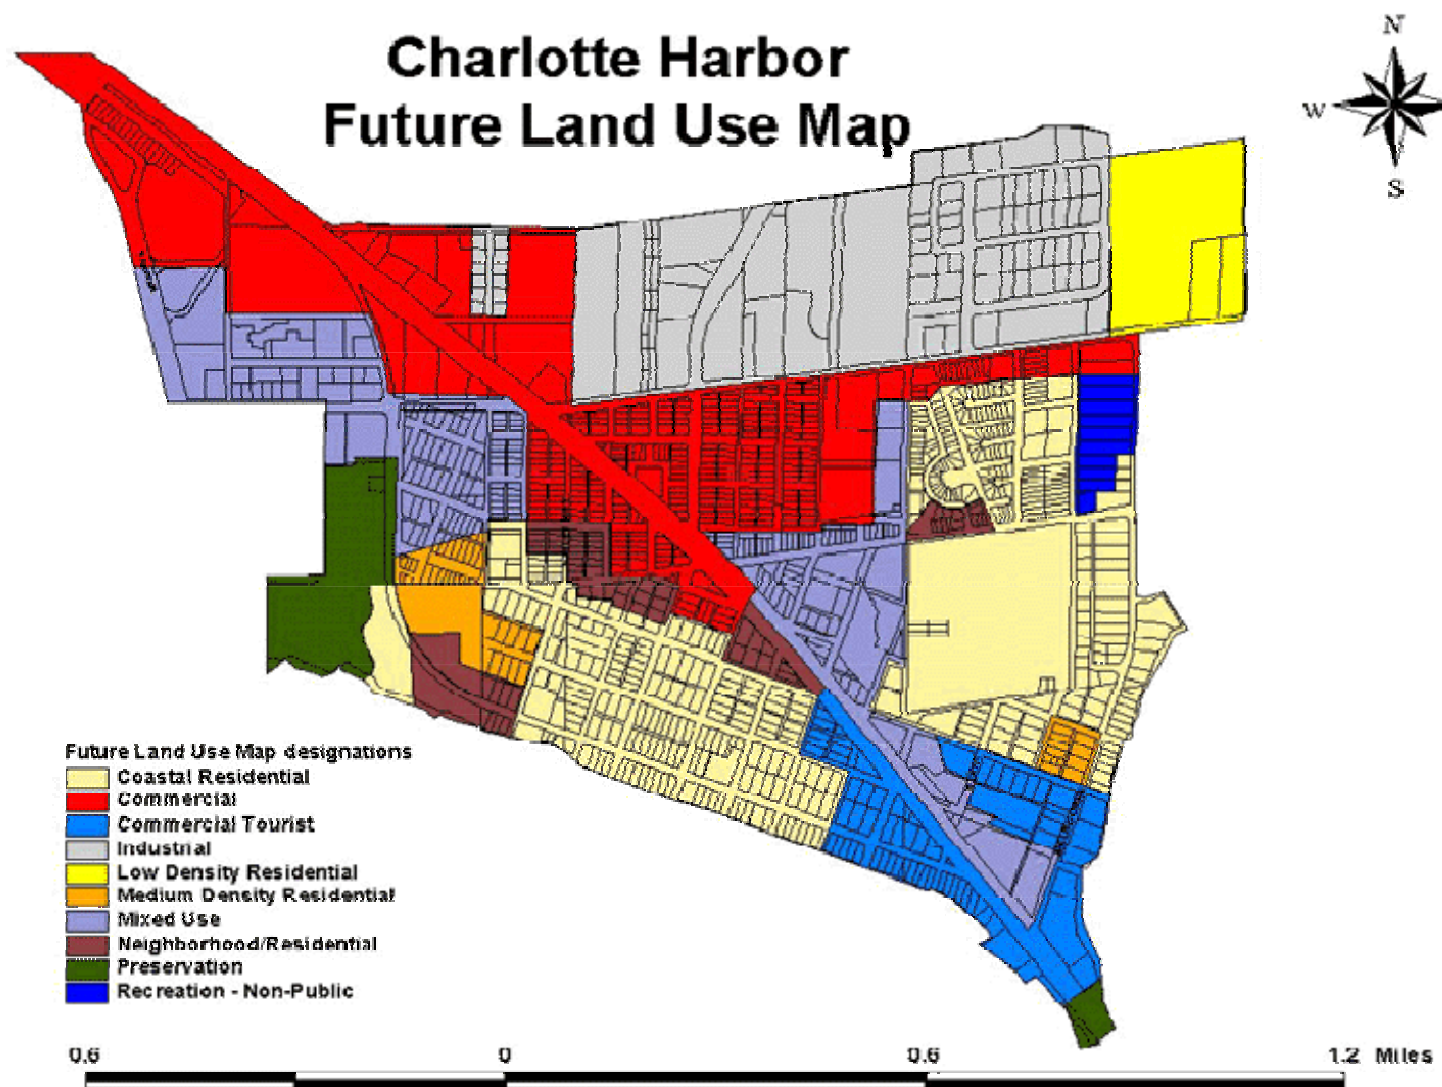 Charlotte Harbor
Future Land Use Map
N
W
S
Future Land Use Map designations
Coastal Residential
Commercial
Commercial Tourist
Industrial
Low Density Residential
Medium Density Residential
Mixed Use
Neighborhood/Residential
Preservation
Recreation - Non-Public
0.6 0 0.6 1.2 Miles